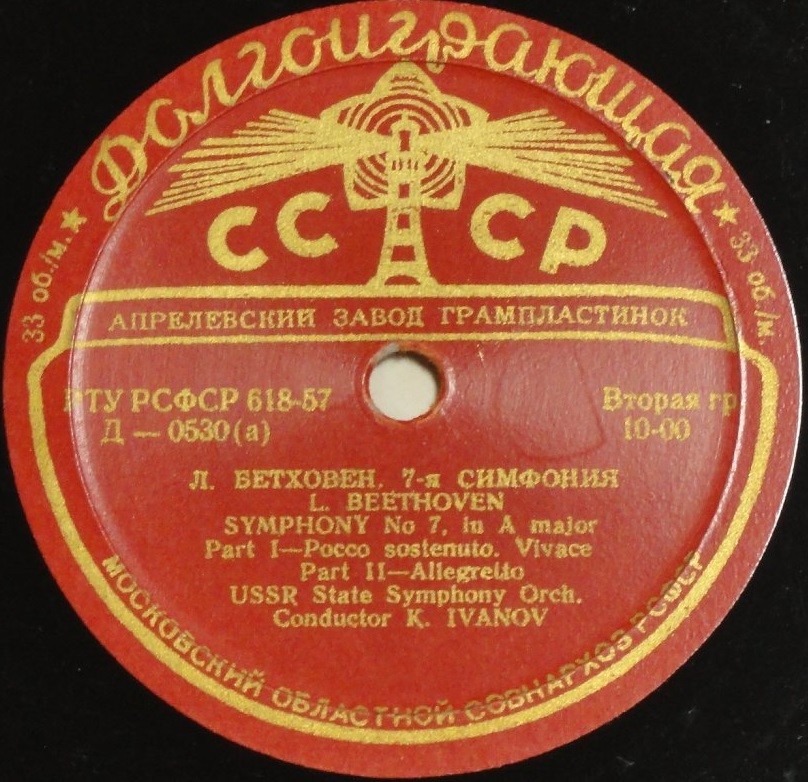 Долгоиграющая
33 об./м. ★
★ 33 об./м.
СССР
АПРЕЛЕВСКИЙ ЗАВОД ГРАМПЛАСТИНОК
РТУ РСФСР 618-57
Вторая гр
Д — 0530 (а)
10-00
Л. БЕТХОВЕН. 7-я СИМФОНИЯ
L. BEETHOVEN
SYMPHONY No 7, in A major
Part I—Pocco sostenuto. Vivace
Part II—Allegretto
USSR State Symphony Orch.
Conductor K. IVANOV
МОСКОВСКИЙ ОБЛАСТНОЙ СОВНАРХОЗ РСФСР